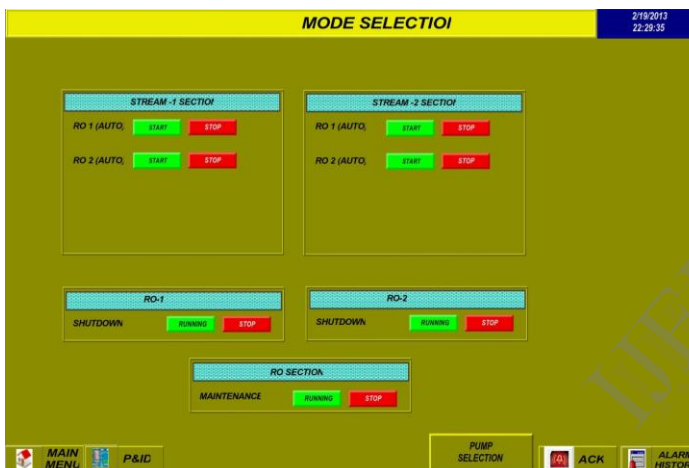 MODE SELECTIOI
2/19/2013
22:29:35
STREAM -1 SECTIOI
RO 1 (AUTO,
START
STOP
RO 2 (AUTO,
START
STOP
STREAM -2 SECTIOI
RO 1 (AUTO,
START
STOP
RO 2 (AUTO,
START
STOP
RO-1
SHUTDOWN
RUNNING
STOP
RO-2
SHUTDOWN
RUNNING
STOP
RO SECTION
MAINTENANCE
RUNNING
STOP
MAIN
MENU
P&ID
PUMP
SELECTION
ACK
ALARM
HISTOR